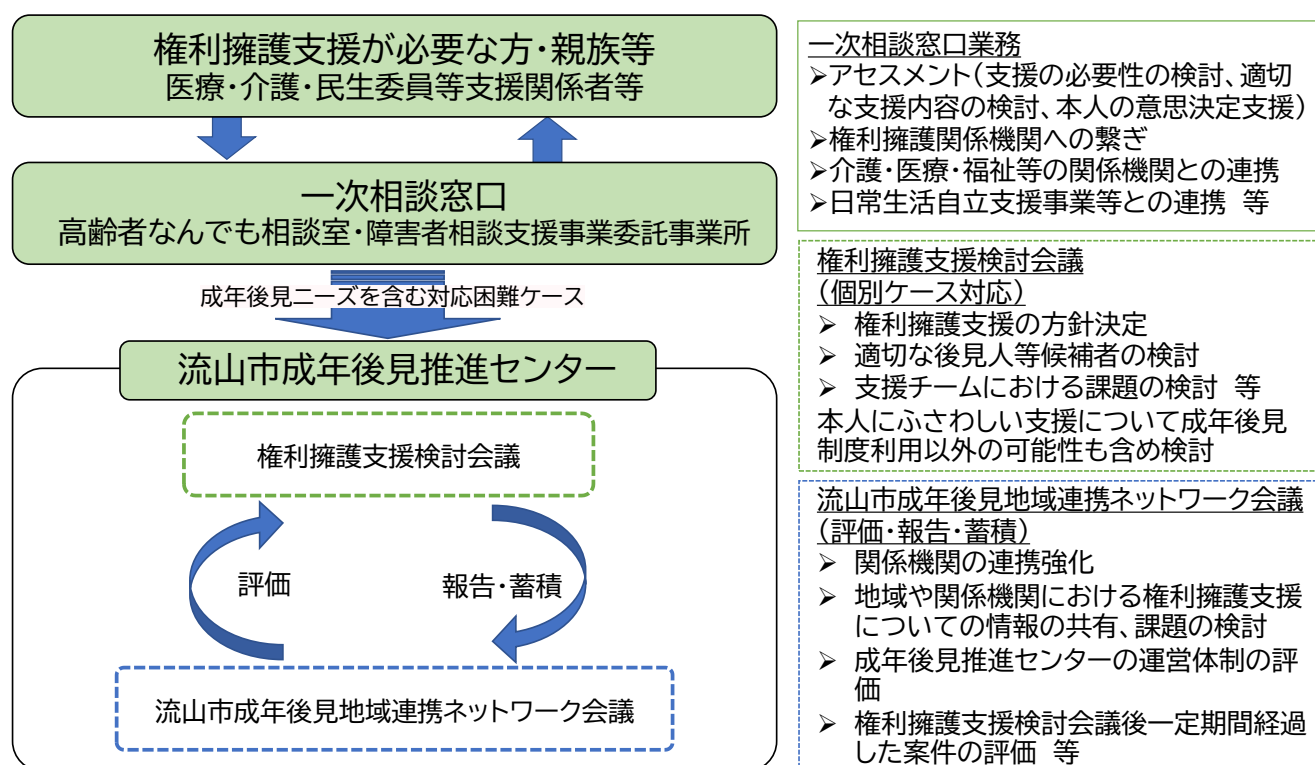 権利擁護支援が必要な方・親族等
医療・介護・民生委員等支援関係者等
一次相談窓口
高齢者なんでも相談室・障害者相談支援事業委託事業所
成年後見ニーズを含む対応困難ケース
流山市成年後見推進センター
権利擁護支援検討会議
評価
報告・蓄積
流山市成年後見地域連携ネットワーク会議
一次相談窓口業務
➢アセスメント(支援の必要性の検討、適切
な支援内容の検討、本人の意思決定支援)
➢権利擁護関係機関への繋ぎ
➢介護・医療・福祉等の関係機関との連携
➢日常生活自立支援事業等との連携 等
権利擁護支援検討会議
(個別ケース対応)
➢ 権利擁護支援の方針決定
➢ 適切な後見人等候補者の検討
➢ 支援チームにおける課題の検討 等
本人にふさわしい支援について成年後見
制度利用以外の可能性も含め検討
流山市成年後見地域連携ネットワーク会議
(評価・報告・蓄積)
➢ 関係機関の連携強化
➢ 地域や関係機関における権利擁護支援
についての情報の共有、課題の検討
➢ 成年後見推進センターの運営体制の評
価
➢ 権利擁護支援検討会議後一定期間経過
した案件の評価 等